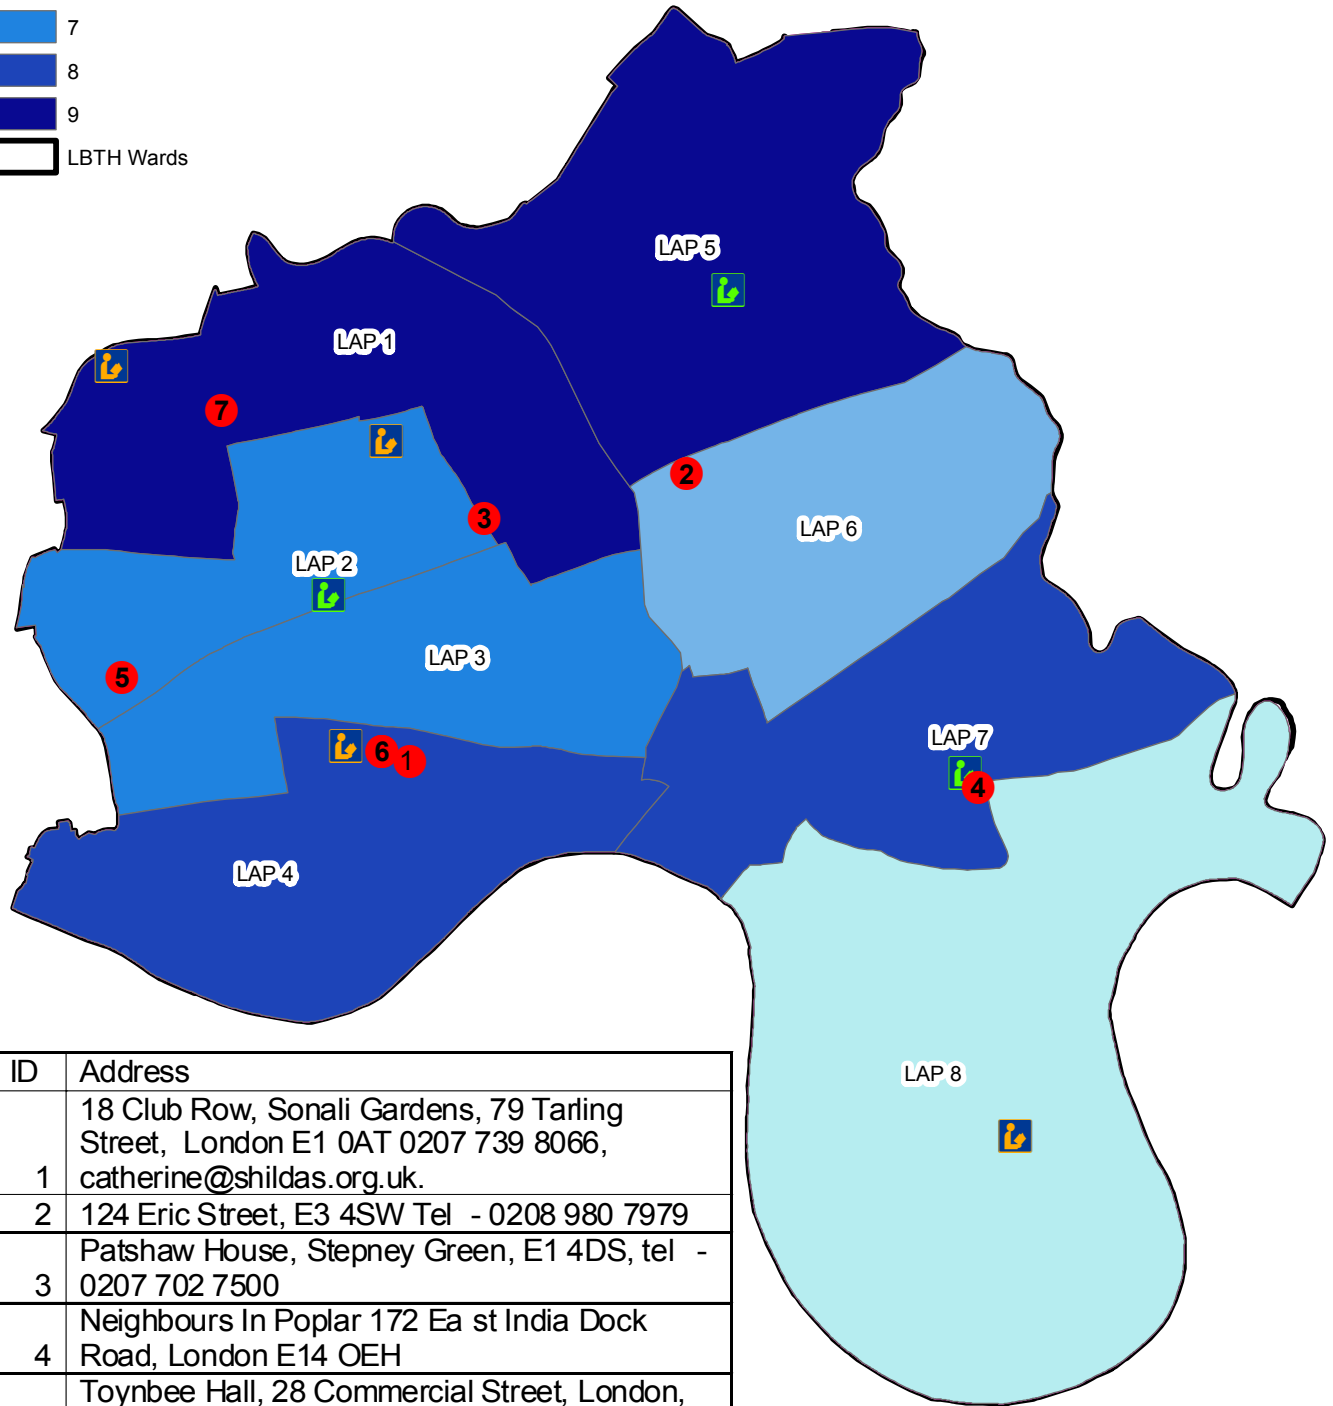 7
8
9
LBTH Wards
LAP 5
LAP 1
7
2
3
LAP 6
LAP 2
LAP 3
5
6
1
LAP 7
4
LAP 4
LAP 8
ID Address
1 18 Club Row, Sonali Gardens, 79 Tarling
Street, London E1 0AT 0207 739 8066,
catherine@shildas.org.uk.
2 124 Eric Street, E3 4SW Tel - 0208 980 7979
3 Patshaw House, Stepney Green, E1 4DS, tel -
0207 702 7500
4 Neighbours In Poplar 172 Ea st India Dock
Road, London E14 OEH
Toynbee Hall, 28 Commercial Street, London,